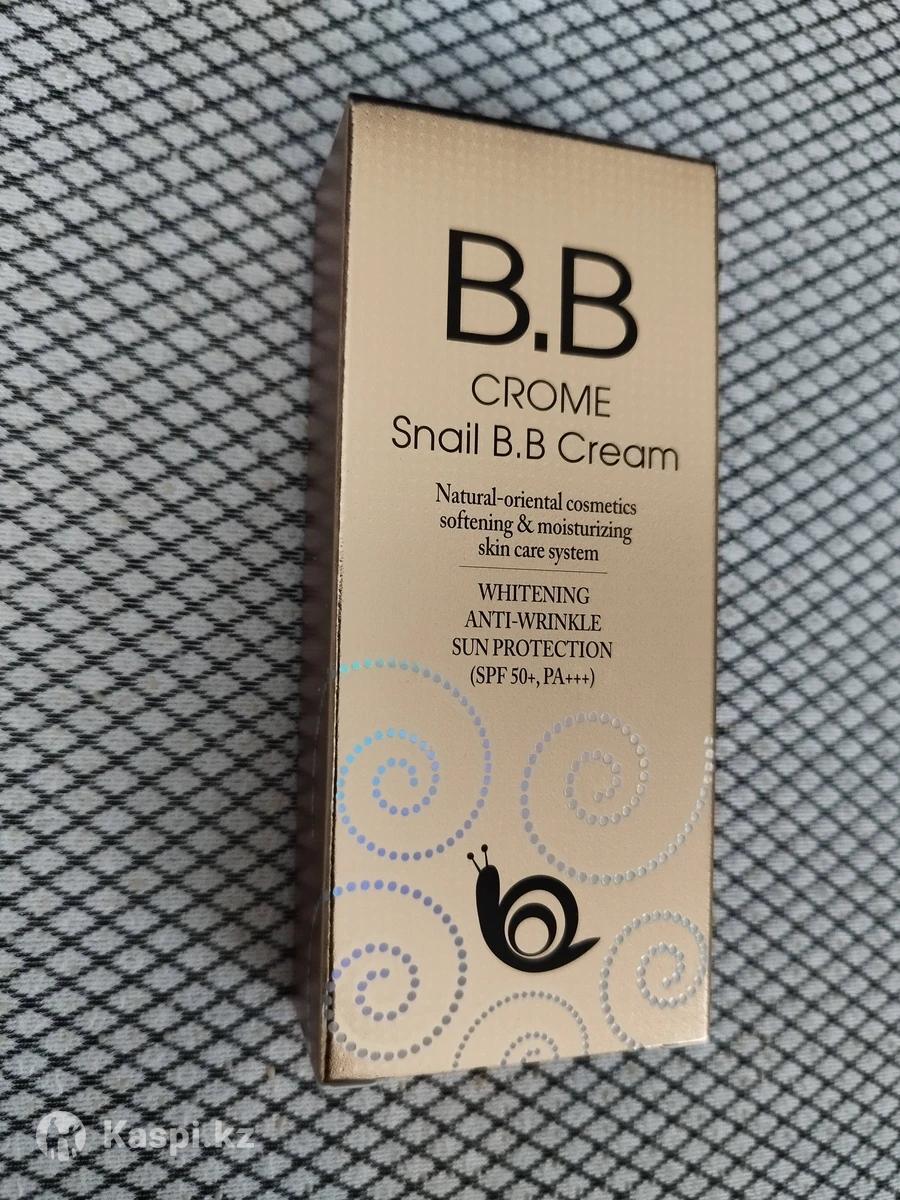 B.B
CROME
Snail B.B Cream
Natural-oriental cosmetics
softening & moisturizing
skin care system
WHITENING
ANTI-WRINKLE
SUN PROTECTION
(SPF 50+, PA+++)
Kaspi.kz